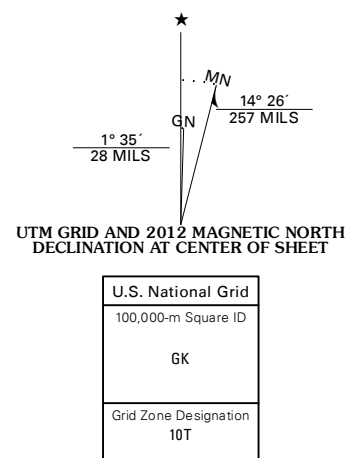 ★
MN
GN
14° 26´
257 MILS
1° 35´
28 MILS
UTM GRID AND 2012 MAGNETIC NORTH
DECLINATION AT CENTER OF SHEET
U.S. National Grid
100,000-m Square ID
GK
Grid Zone Designation
10T